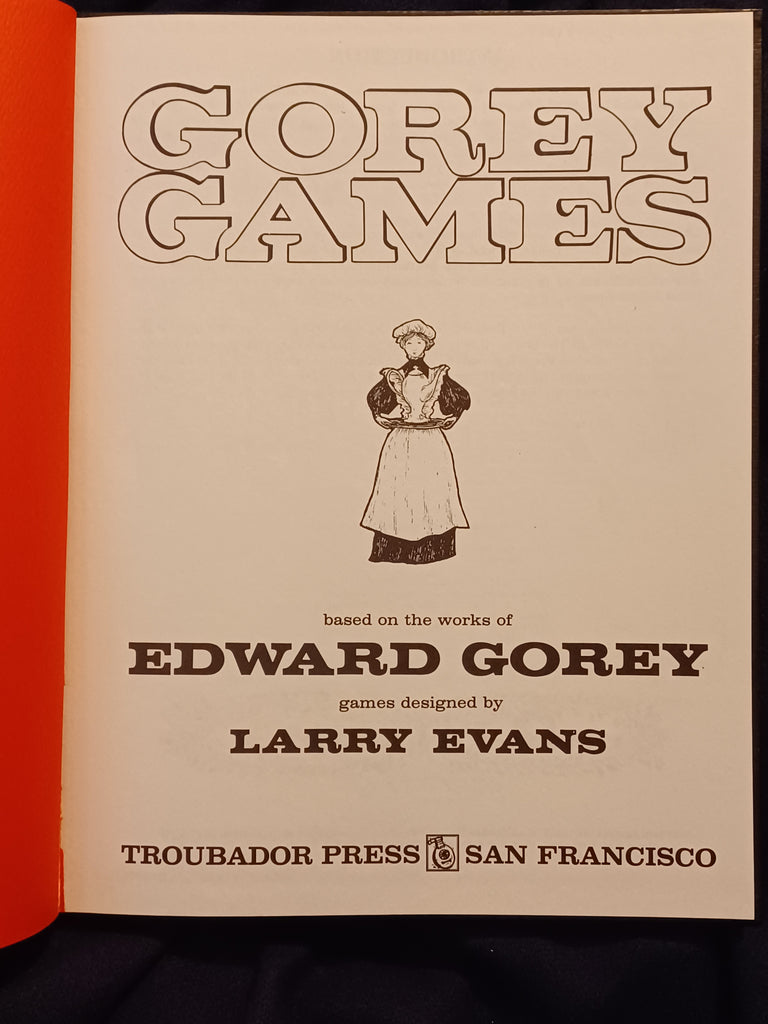 GOREY
GAMES
based on the works of
EDWARD GOREY
games designed by
LARRY EVANS
TROUBADOR PRESS SAN FRANCISCO